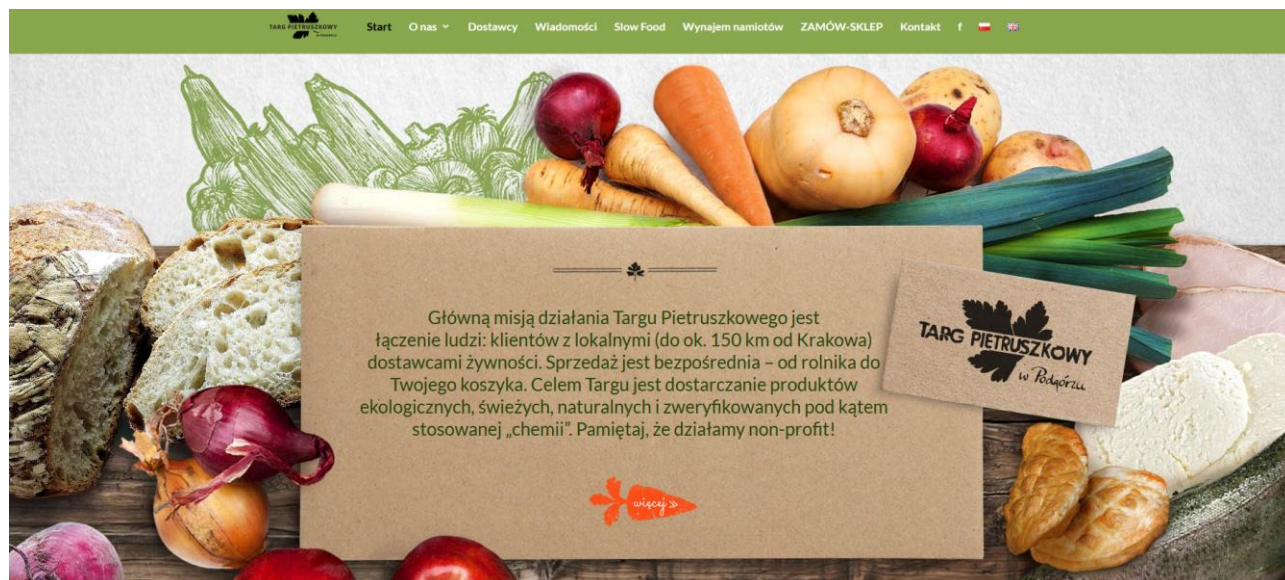 TARG PIETRUSZKOWY
w Podgórzu
Start O nas Dostawcy Wiadomości Slow Food Wynajem namiotów ZAMÓW-SKLEP Kontakt f
Główną misją działania Targu Pietruszkowego jest
łączenie ludzi: klientów z lokalnymi (do ok. 150 km od Krakowa)
dostawcami żywności. Sprzedaż jest bezpośrednia – od rolnika do
Twojego koszyka. Celem Targu jest dostarczanie produktów
ekologicznych, świeżych, naturalnych i zweryfikowanych pod kątem
stosowanej „chemii”. Pamiętaj, że działamy non-profit!
TARG PIETRUSZKOWY
w Podgórzu
więcej »